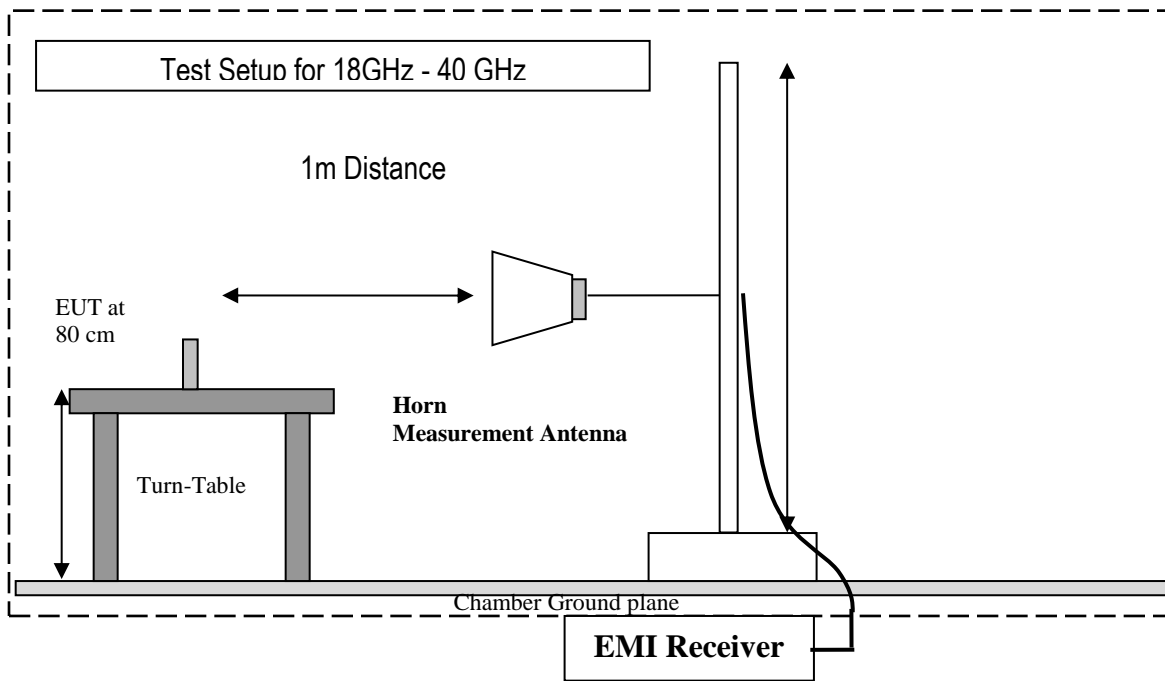 Test Setup for 18GHz - 40 GHz
1m Distance
EUT at
80 cm
Horn
Measurement Antenna
Turn-Table
Chamber Ground plane
EMI Receiver